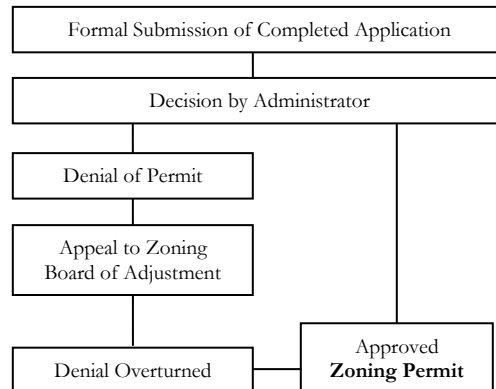 Formal Submission of Completed Application
Decision by Administrator
Denial of Permit
Appeal to Zoning
Board of Adjustment
Denial Overturned
Approved
Zoning Permit